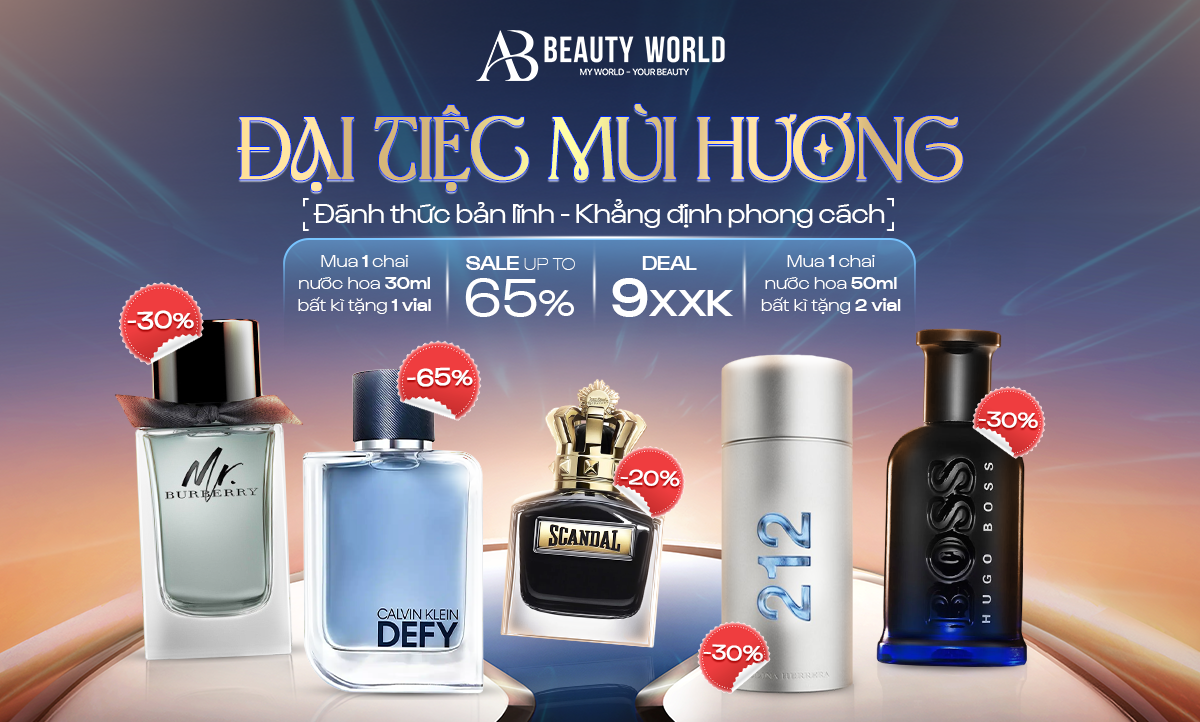 AB BEAUTY WORLD
MY WORLD - YOUR BEAUTY
ĐẠI TIỆC MÙI HƯƠNG
Đánh thức bản lĩnh - Khẳng định phong cách
Mua 1 chai
nước hoa 30ml
bất kì tặng 1 vial
SALE UP TO
65%
DEAL
9XXK
Mua 1 chai
nước hoa 50ml
bất kì tặng 2 vial
-30%
Mr.
BURBERRY
-65%
CALVIN KLEIN
DEFY
-20%
SCANDAL
212
-30%
-30%
BOSS
HUGO BOSS